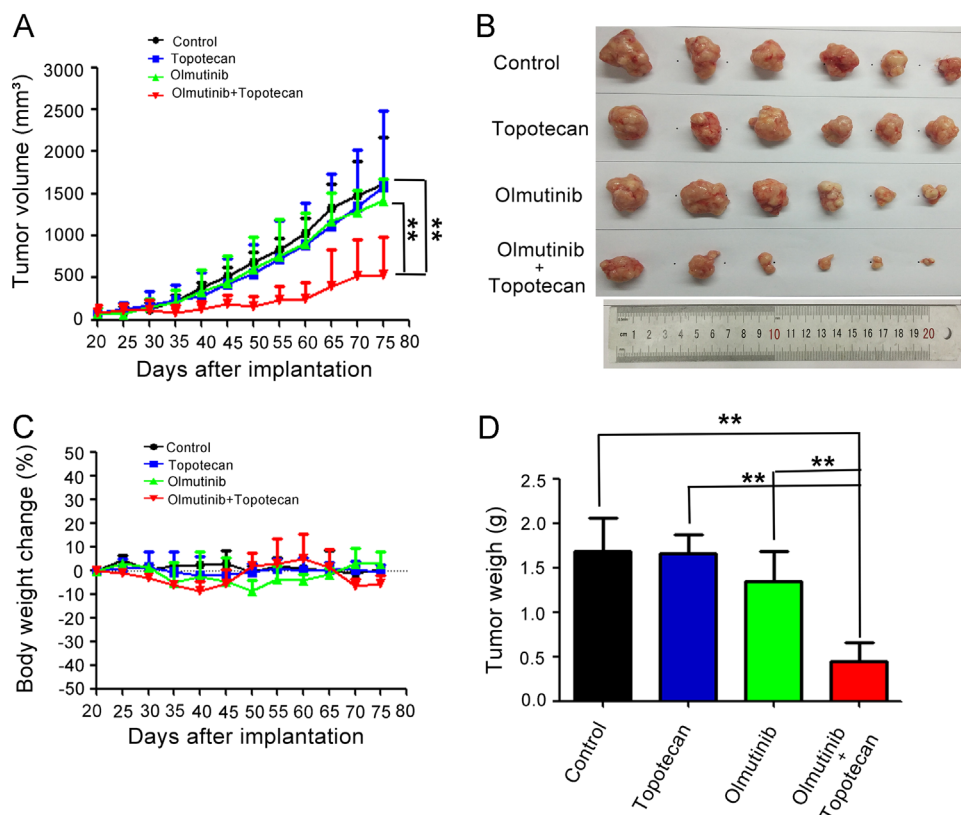 A
Control
Topotecan
Olmutinib
Olmutinib+Topotecan
Tumor volume (mm³)
3000
2500
2000
1500
1000
500
0
20 25 30 35 40 45 50 55 60 65 70 75 80
Days after implantation
**
**
B
Control
Topotecan
Olmutinib
Olmutinib
+
Topotecan
cm 1 2 3 4 5 6 7 8 9 10 11 12 13 14 15 16 17 18 19 20
C
Control
Topotecan
Olmutinib
Olmutinib+Topotecan
Body weight change (%)
50
40
30
20
10
0
-10
-20
-30
-40
-50
20 25 30 35 40 45 50 55 60 65 70 75 80
Days after implantation
D
**
**
**
Tumor weigh (g)
2.5
2.0
1.5
1.0
0.5
0.0
Control
Topotecan
Olmutinib
Olmutinib
+
Topotecan